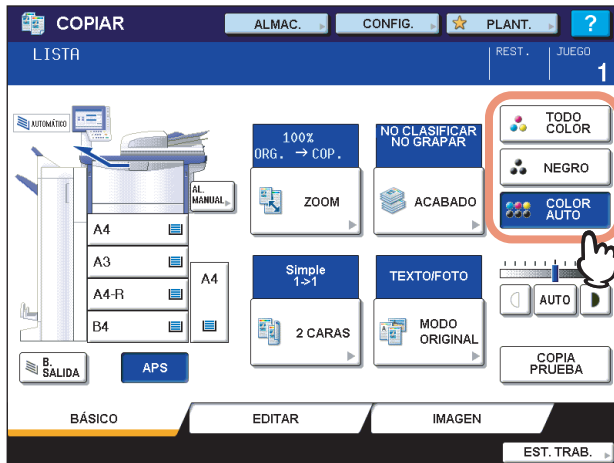 COPIAR
ALMAC.
CONFIG.
PLANT.
?
LISTA
REST.
JUEGO
1
AUTOMÁTICO
AL.
MANUAL
A4
A3
A4-R
B4
A4
B.
SALIDA
APS
100%
ORG. → COP.
ZOOM
NO CLASIFICAR
NO GRAPAR
ACABADO
Simple
1->1
2 CARAS
TEXTO/FOTO
MODO
ORIGINAL
TODO
COLOR
NEGRO
COLOR
AUTO
AUTO
COPIA
PRUEBA
BÁSICO
EDITAR
IMAGEN
EST. TRAB.